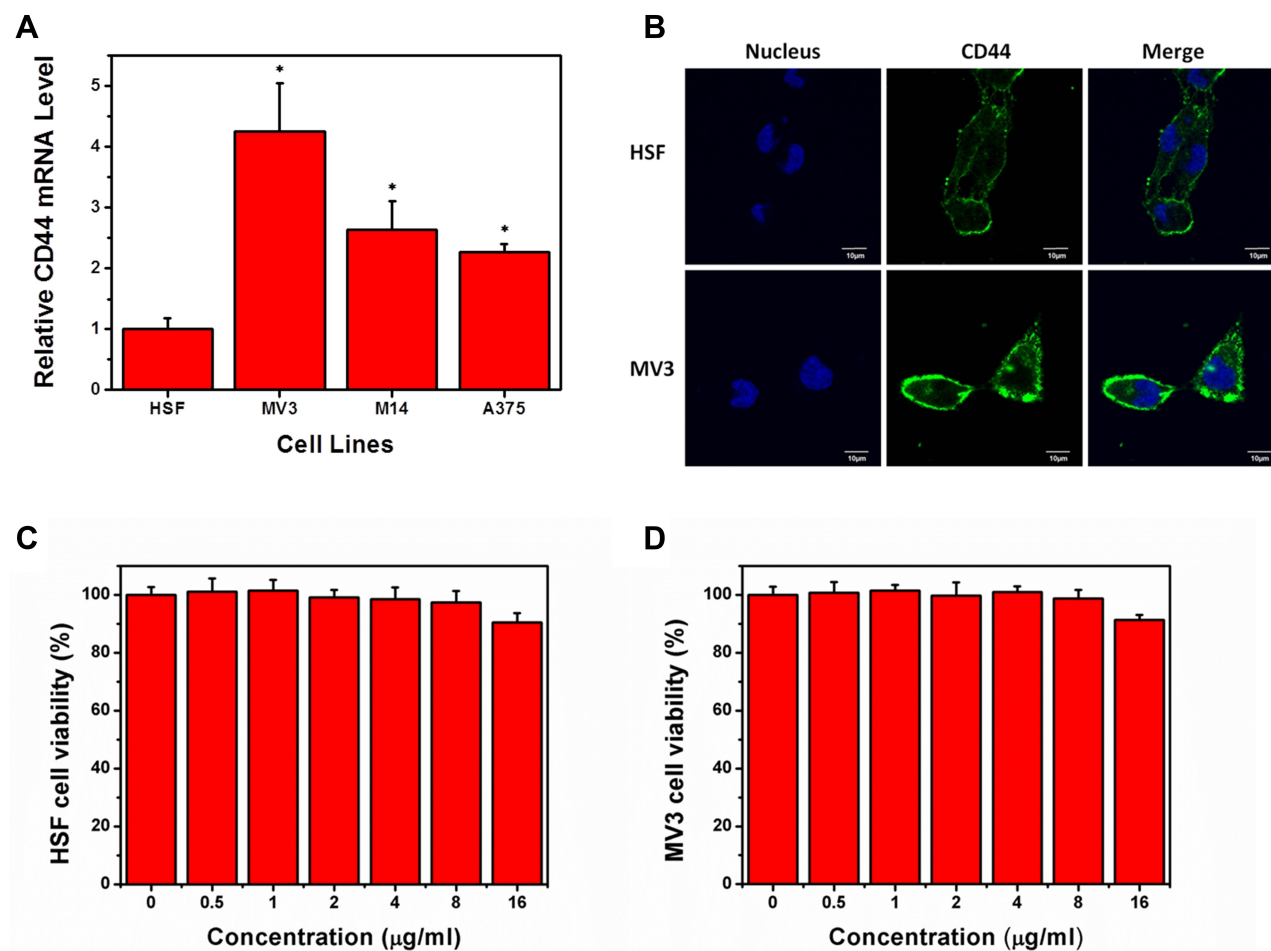 A
Relative CD44 mRNA Level
5
4
3
2
1
0
*
*
*
HSF MV3 M14 A375
Cell Lines
B
Nucleus CD44 Merge
HSF
10μm 10μm 10μm
MV3
10μm 10μm 10μm
C
HSF cell viability (%)
100
80
60
40
20
0
0 0.5 1 2 4 8 16
Concentration (μg/ml)
D
MV3 cell viability (%)
100
80
60
40
20
0
0 0.5 1 2 4 8 16
Concentration (μg/ml)